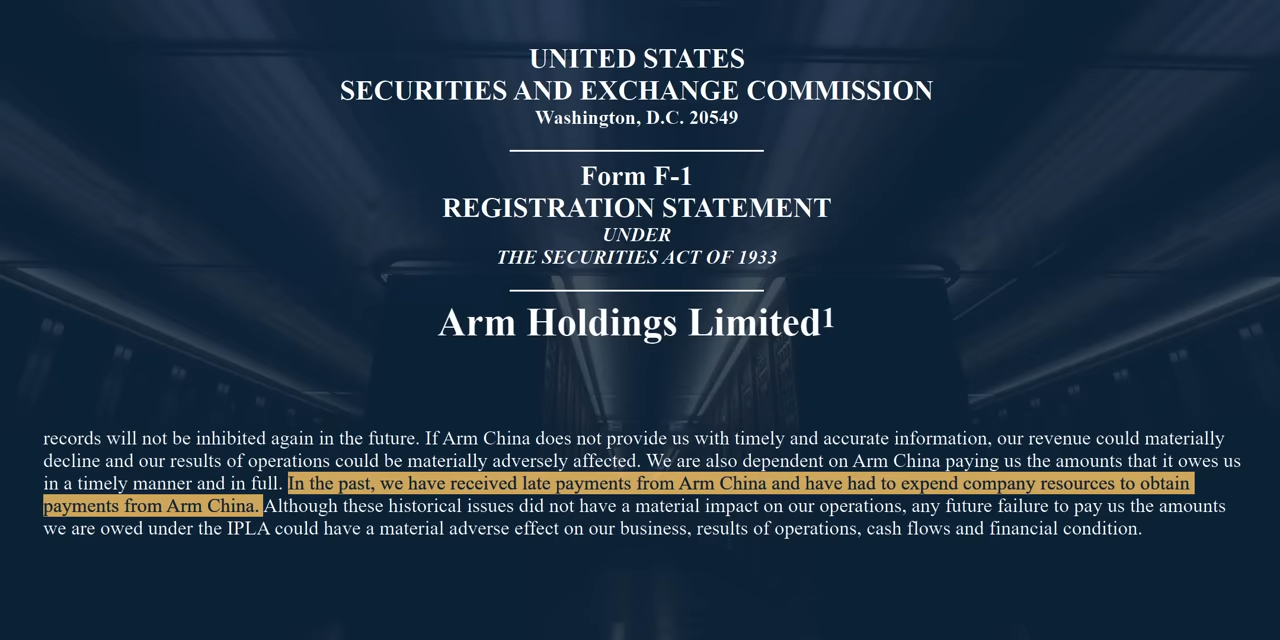 UNITED STATES
SECURITIES AND EXCHANGE COMMISSION
Washington, D.C. 20549
Form F-1
REGISTRATION STATEMENT
UNDER
THE SECURITIES ACT OF 1933
Arm Holdings Limited¹
records will not be inhibited again in the future. If Arm China does not provide us with timely and accurate information, our revenue could materially
decline and our results of operations could be materially adversely affected. We are also dependent on Arm China paying us the amounts that it owes us
in a timely manner and in full. In the past, we have received late payments from Arm China and have had to expend company resources to obtain
payments from Arm China. Although these historical issues did not have a material impact on our operations, any future failure to pay us the amounts
we are owed under the IPLA could have a material adverse effect on our business, results of operations, cash flows and financial condition.